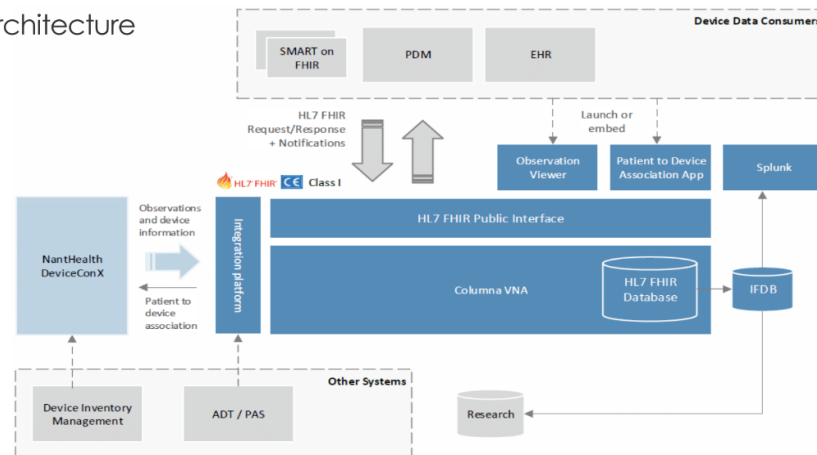 rchitecture
Device Data Consumers
SMART on
FHIR
PDM
EHR
HL7 FHIR
Request/Response
+ Notifications
Launch or
embed
Observation
Viewer
Patient to Device
Association App
Splunk
HL7 FHIR
CE
Class I
Observations
and device
information
Integration platform
HL7 FHIR Public Interface
NantHealth
DeviceConX
Columna VNA
HL7 FHIR
Database
IFDB
Patient to
device
association
Other Systems
Device Inventory
Management
ADT / PAS
Research